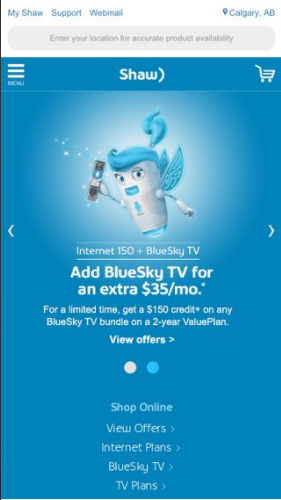 My Shaw Support Webmail Calgary, AB
Enter your location for accurate product availability
MENU
Shaw)
Internet 150 + BlueSky TV
Add BlueSky TV for
an extra $35/mo.*
For a limited time, get a $150 credit+ on any
BlueSky TV bundle on a 2-year ValuePlan.
View offers >
Shop Online
View Offers >
Internet Plans >
BlueSky TV >
TV Plans >